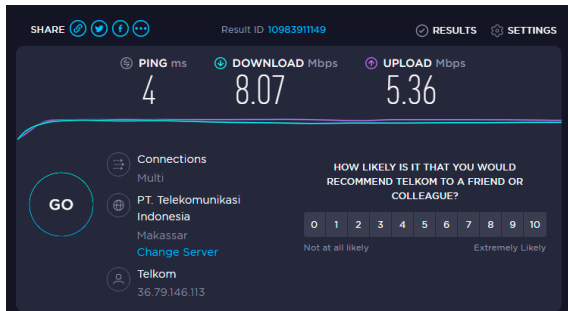 SHARE
Result ID 10983911149
RESULTS
SETTINGS
PING ms
4
DOWNLOAD Mbps
8.07
UPLOAD Mbps
5.36
GO
Connections
Multi
PT. Telekomunikasi
Indonesia
Makassar
Change Server
Telkom
36.79.146.113
HOW LIKELY IS IT THAT YOU WOULD
RECOMMEND TELKOM TO A FRIEND OR
COLLEAGUE?
0 1 2 3 4 5 6 7 8 9 10
Not at all likely
Extremely Likely